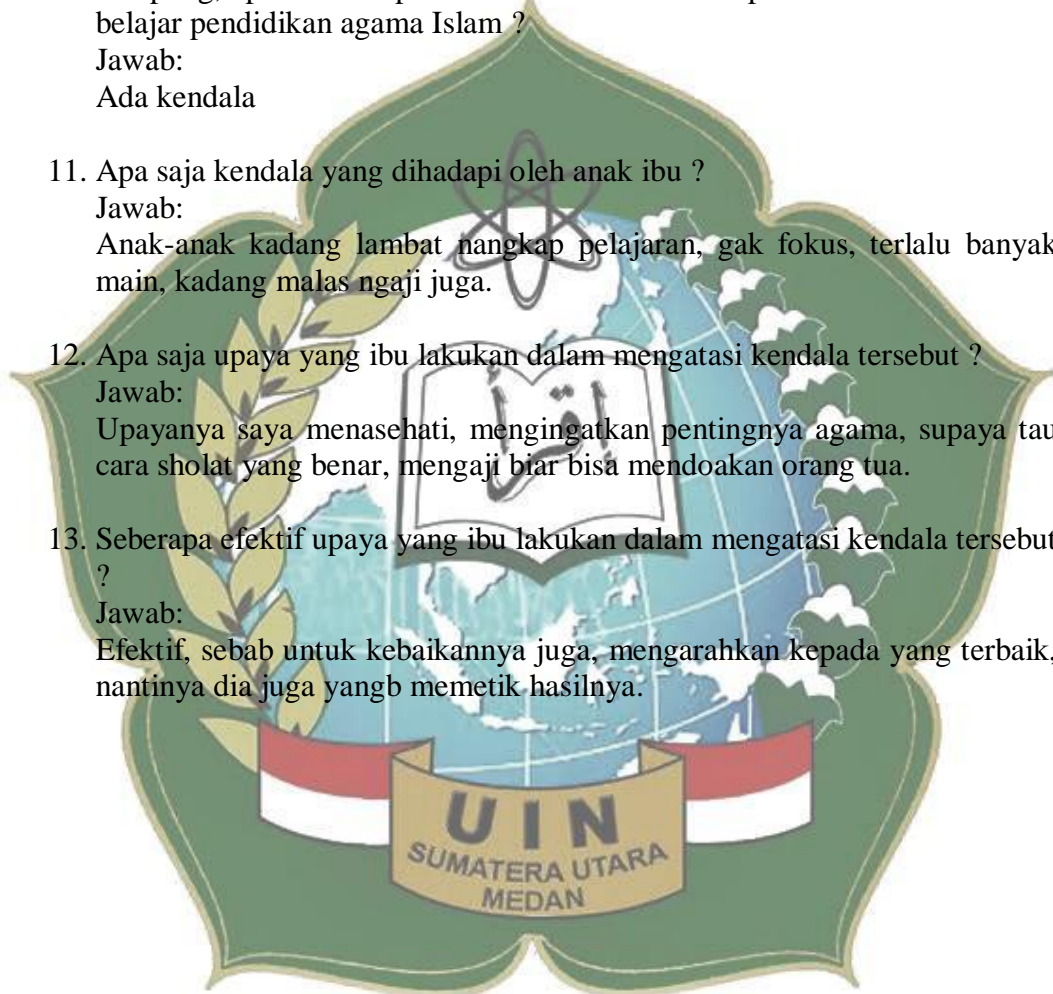 belajar pendidikan agama Islam ?
Jawab:
Ada kendala
11. Apa saja kendala yang dihadapi oleh anak ibu ?
Jawab:
Anak-anak kadang lambat nangkap pelajaran, gak fokus, terlalu banyak
main, kadang malas ngaji juga.
12. Apa saja upaya yang ibu lakukan dalam mengatasi kendala tersebut ?
Jawab:
Upayanya saya menasehati, mengingatkan pentingnya agama, supaya tau
cara sholat yang benar, mengaji biar bisa mendoakan orang tua.
13. Seberapa efektif upaya yang ibu lakukan dalam mengatasi kendala tersebut
?
Jawab:
Efektif, sebab untuk kebaikannya juga, mengarahkan kepada yang terbaik,
nantinya dia juga yangb memetik hasilnya.
إقرأ
UIN
SUMATERA UTARA
MEDAN